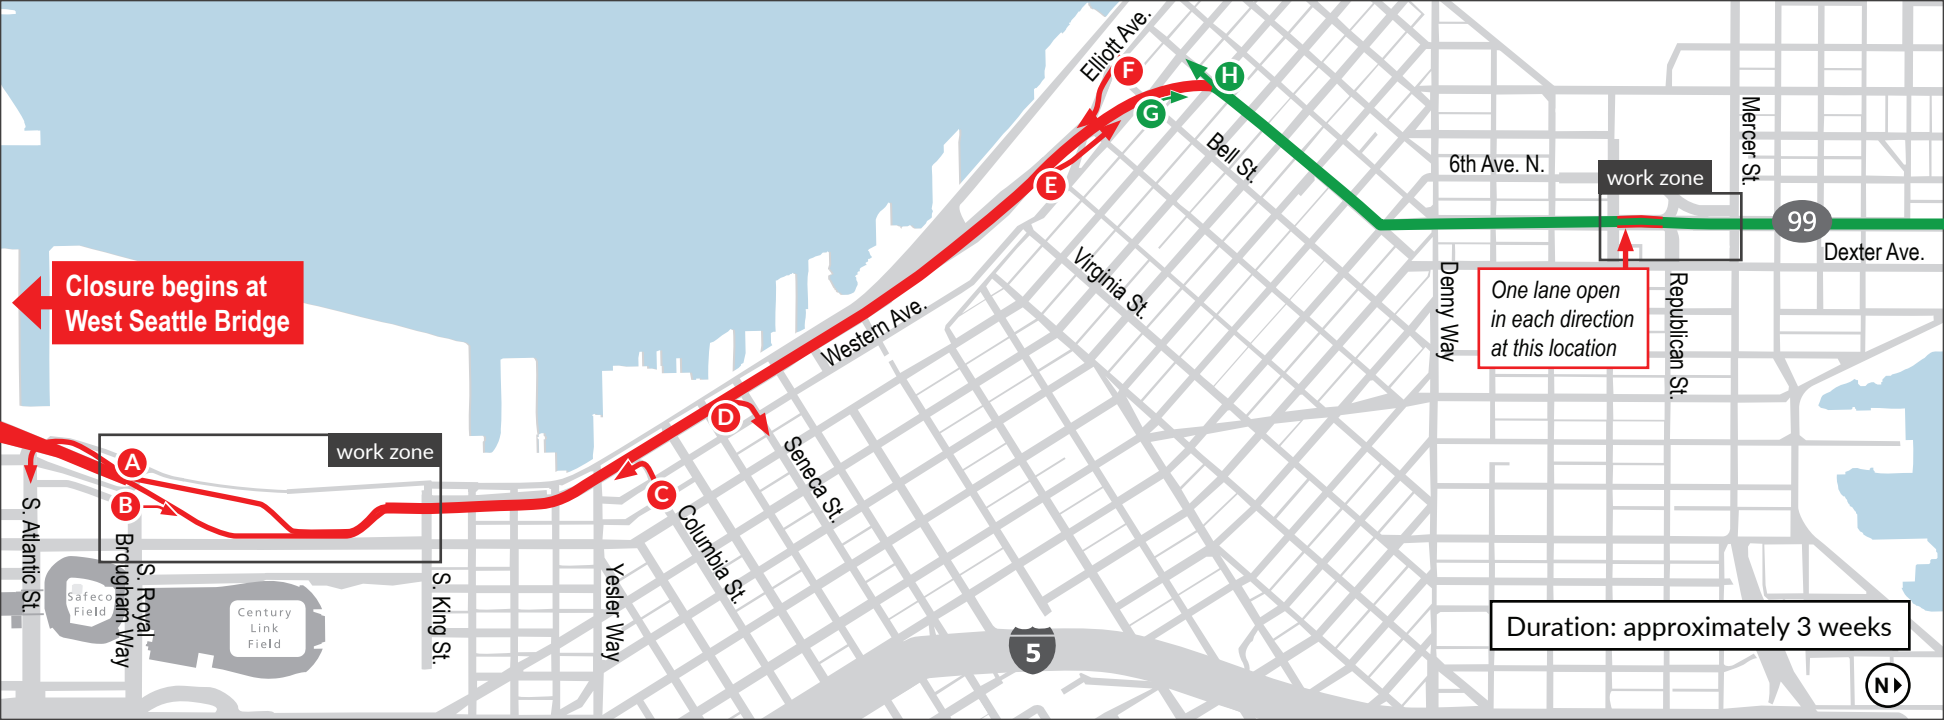 Elliott Ave.
F
H
G
E
Bell St.
Mercer St.
6th Ave. N.
work zone
99
Dexter Ave.
Virginia St.
Denny Way
Republican St.
One lane open
in each direction
at this location
Closure begins at
West Seattle Bridge
Western Ave.
D
Seneca St.
C
Columbia St.
work zone
A
B
S. Atlantic St.
S. Royal
Brougham Way
Safeco
Field
Century
Link
Field
S. King St.
Yesler Way
5
Duration: approximately 3 weeks
N